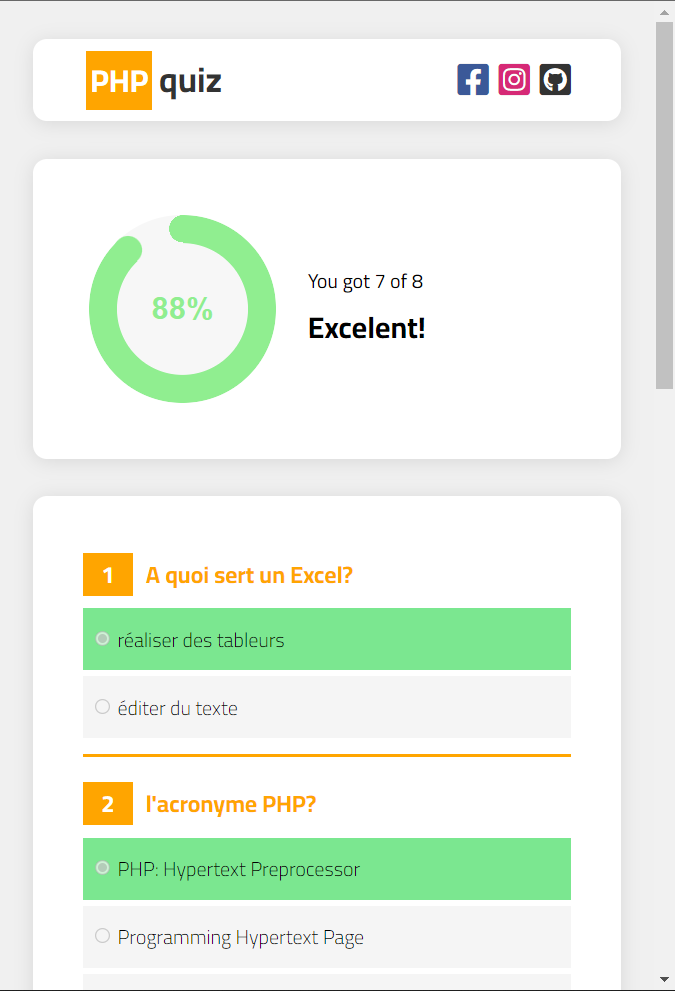 PHP quiz
88%
You got 7 of 8
Excelent!
1 A quoi sert un Excel?
réaliser des tableurs
éditer du texte
2 l'acronyme PHP?
PHP: Hypertext Preprocessor
Programming Hypertext Page